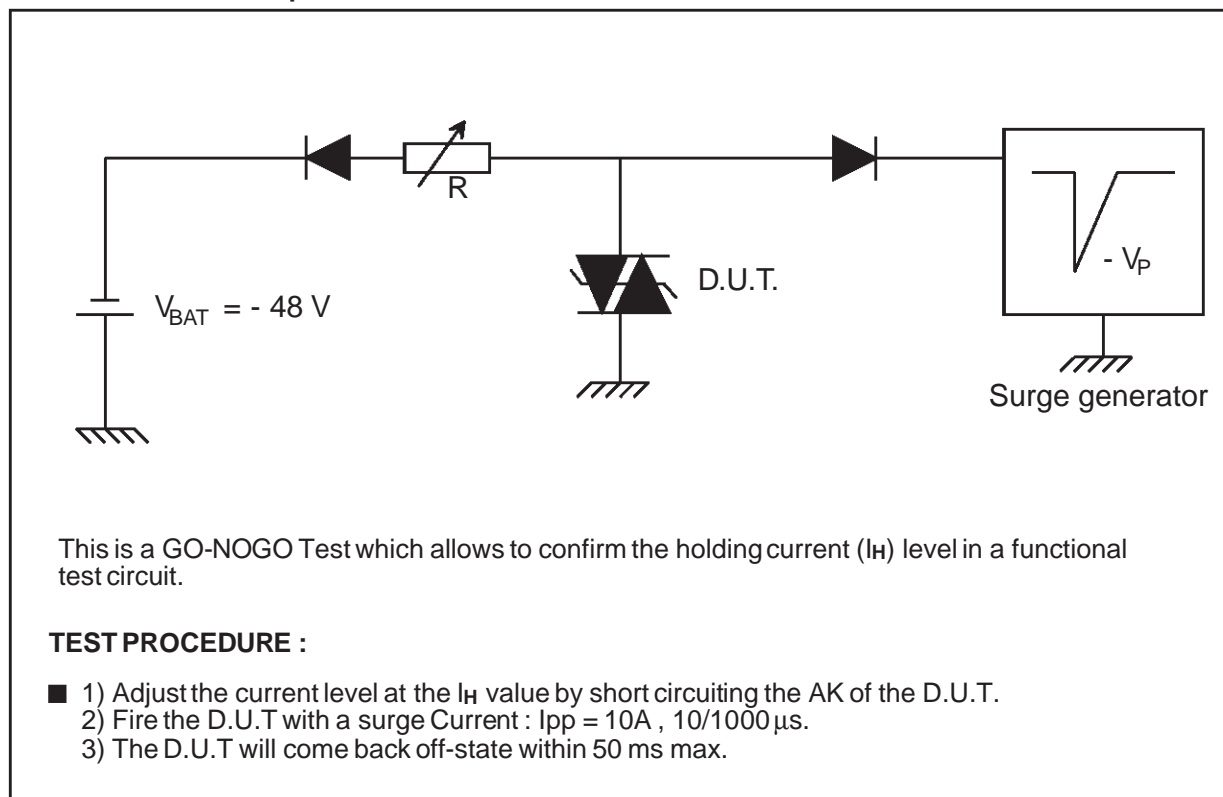 R
- VP
D.U.T.
VBAT = - 48 V
Surge generator
This is a GO-NOGO Test which allows to confirm the holding current (IH) level in a functional
test circuit.
TEST PROCEDURE :
■ 1) Adjust the current level at the IH value by short circuiting the AK of the D.U.T.
2) Fire the D.U.T with a surge Current : Ipp = 10A , 10/1000 µs.
3) The D.U.T will come back off-state within 50 ms max.